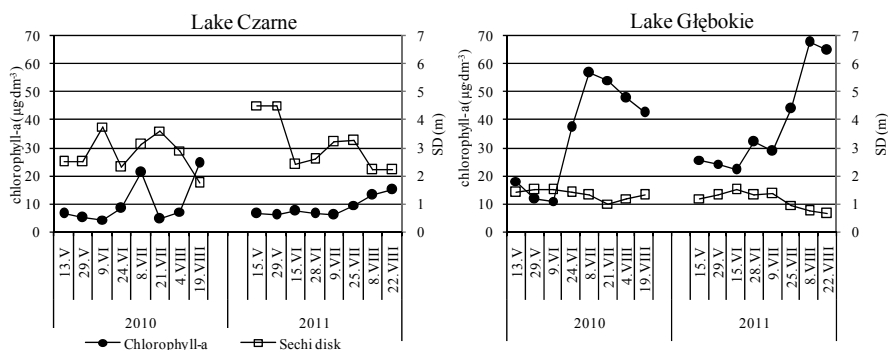 Lake Czarne
70
60
50
40
30
20
10
0
chlorophyll-a (µg·dm-³)
7
6
5
4
3
2
1
0
SD (m)
13.V
29.V
9.VI
24.VI
8.VII
21.VII
4.VIII
19.VIII
15.V
29.V
15.VI
28.VI
9.VII
25.VII
8.VIII
22.VIII
2010
2011
Chlorophyll-a
Sechi disk
Lake Głębokie
70
60
50
40
30
20
10
0
chlorophyll-a (µg·dm-³)
7
6
5
4
3
2
1
0
SD (m)
13.V
29.V
9.VI
24.VI
8.VII
21.VII
4.VIII
19.VIII
15.V
29.V
15.VI
28.VI
9.VII
25.VII
8.VIII
22.VIII
2010
2011